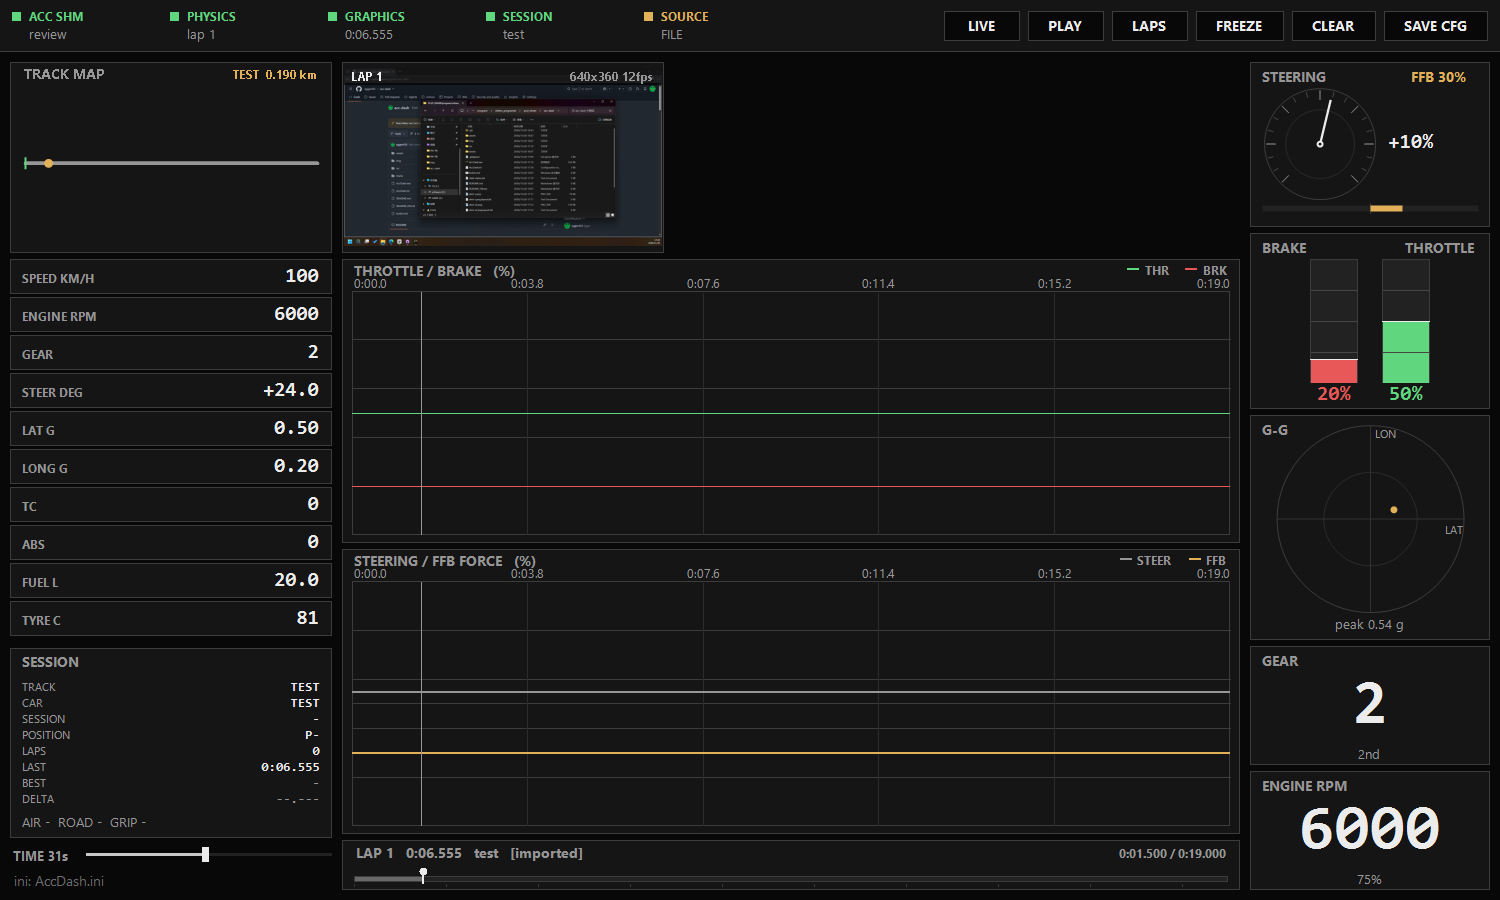 ACC SHM
review
PHYSICS
lap 1
GRAPHICS
0:06.555
SESSION
test
SOURCE
FILE
LIVE
PLAY
LAPS
FREEZE
CLEAR
SAVE CFG
TRACK MAP
TEST 0.190 km
LAP 1
640x360 12fps
SPEED KM/H 100
ENGINE RPM 6000
GEAR 2
STEER DEG +24.0
LAT G 0.50
LONG G 0.20
TC 0
ABS 0
FUEL L 20.0
TYRE C 81
SESSION
TRACK TEST
CAR TEST
SESSION -
POSITION P-
LAPS 0
LAST 0:06.555
BEST -
DELTA --.---
AIR - ROAD - GRIP -
TIME 31s
ini: AccDash.ini
THROTTLE / BRAKE (%)
THR BRK
0:00.0 0:03.8 0:07.6 0:11.4 0:15.2 0:19.0
STEERING / FFB FORCE (%)
STEER FFB
0:00.0 0:03.8 0:07.6 0:11.4 0:15.2 0:19.0
LAP 1 0:06.555 test [imported]
0:01.500 / 0:19.000
STEERING
FFB 30%
+10%
BRAKE THROTTLE
20% 50%
G-G
LON
LAT
peak 0.54 g
GEAR
2
2nd
ENGINE RPM
6000
75%